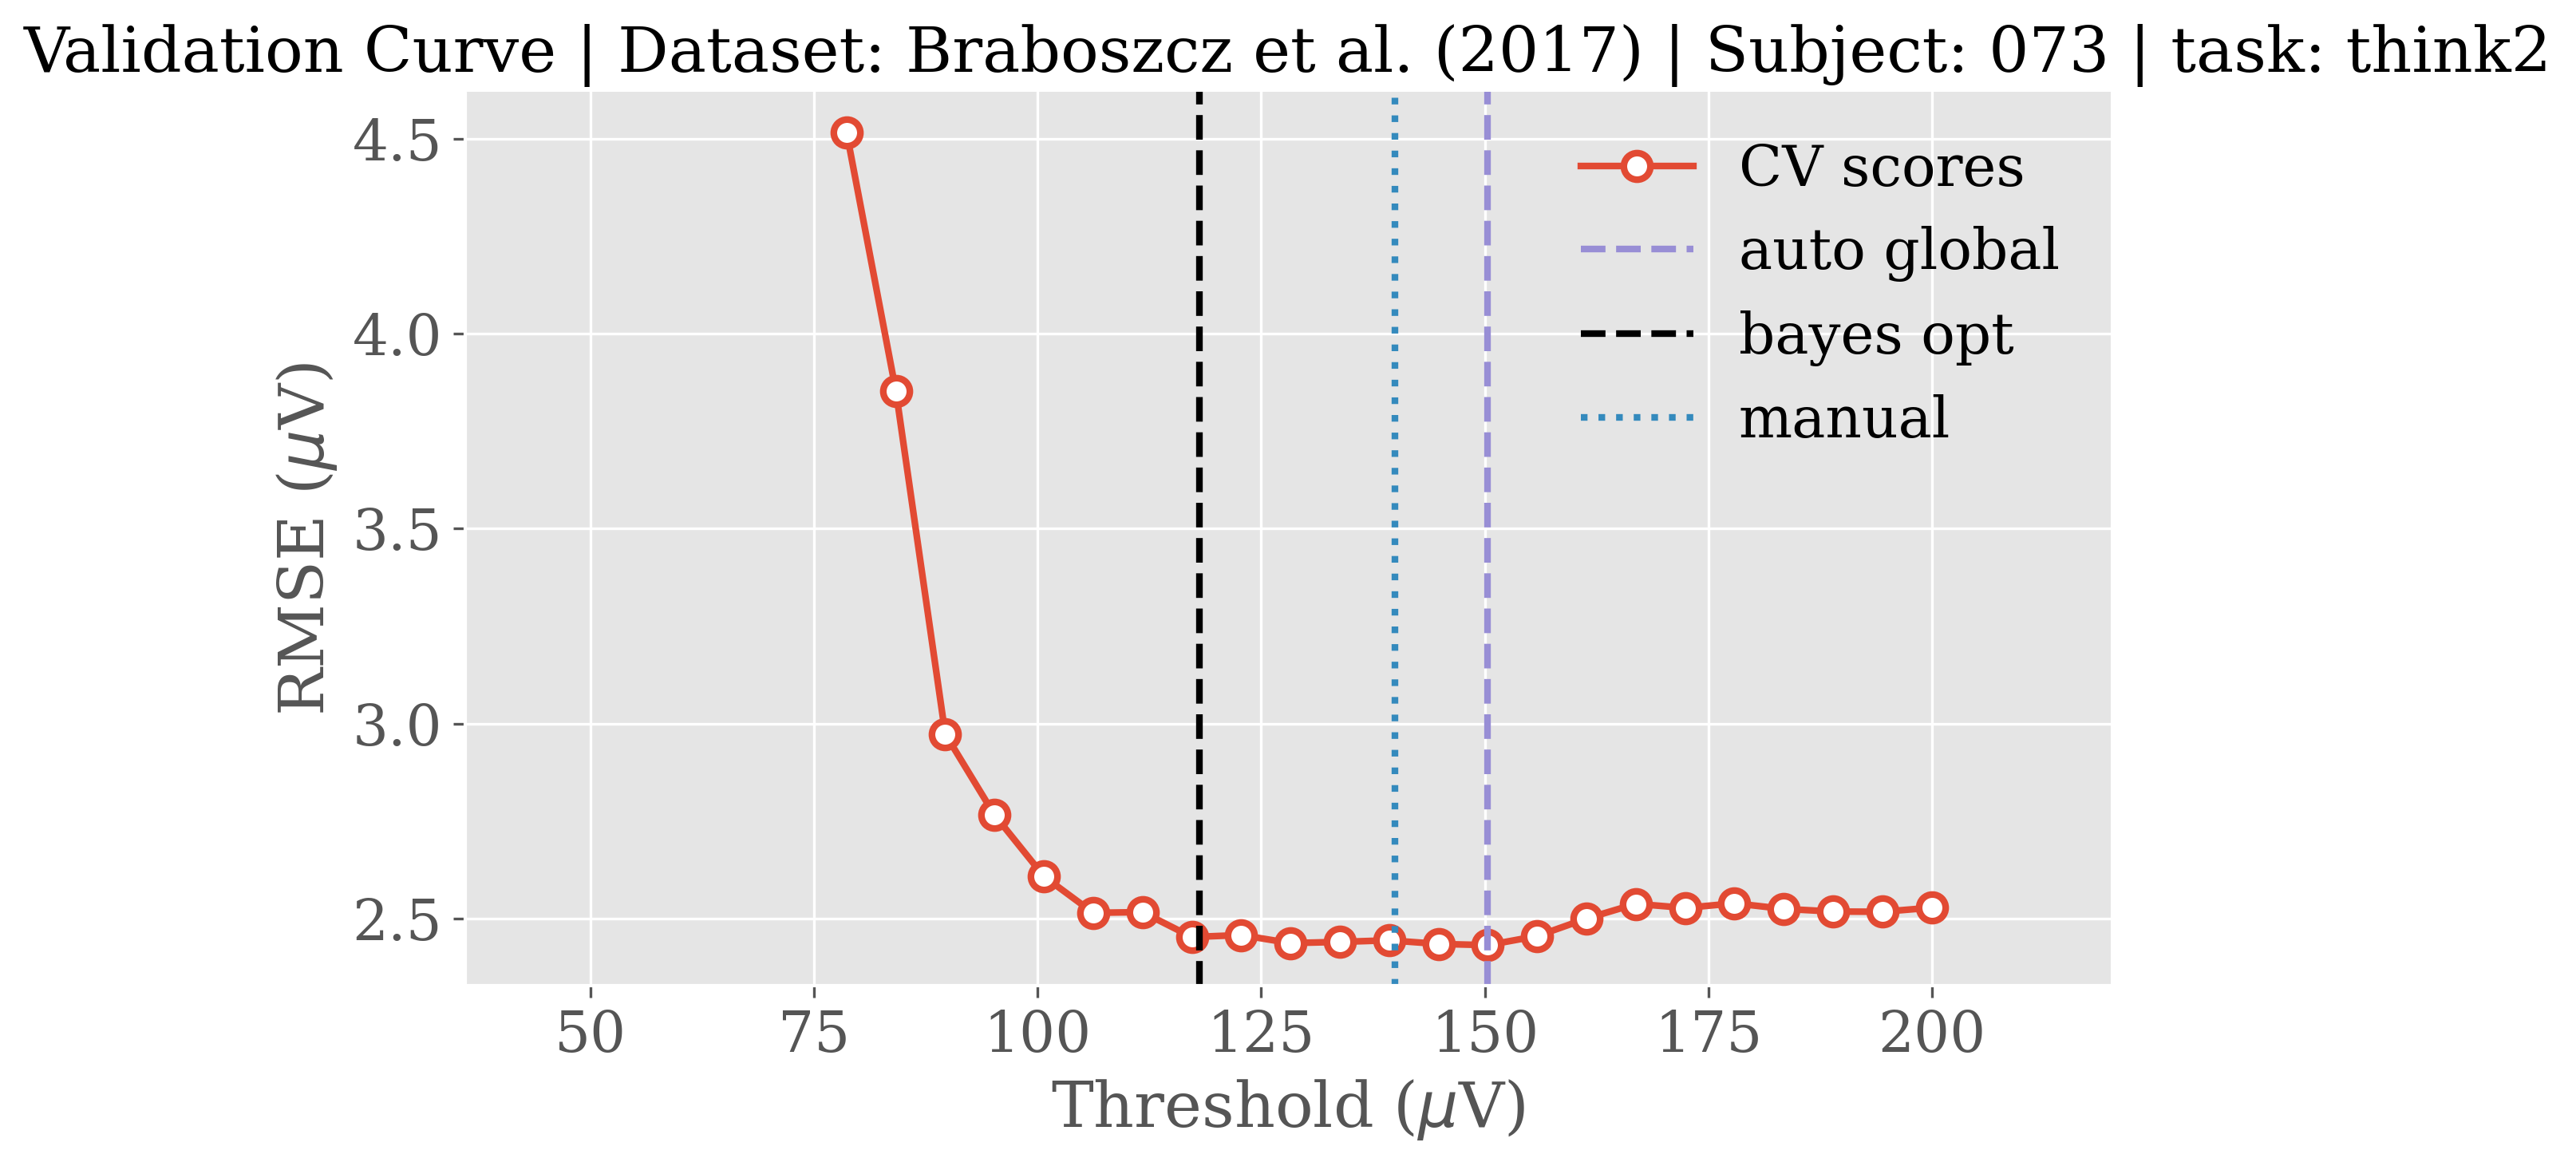 Validation Curve | Dataset: Braboszcz et al. (2017) | Subject: 073 | task: think2
4.5
4.0
3.5
3.0
2.5
RMSE (μV)
CV scores
auto global
bayes opt
manual
50 75 100 125 150 175 200
Threshold (μV)